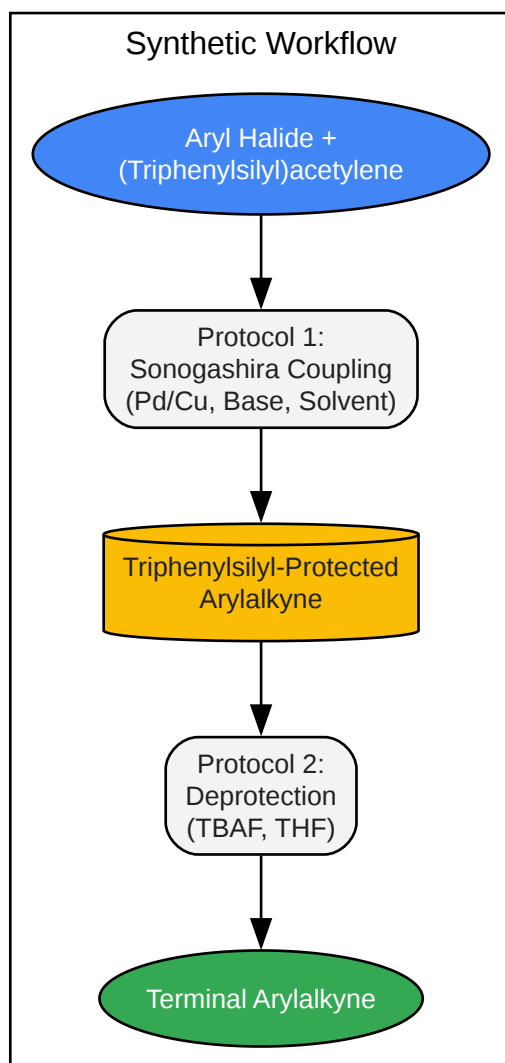 Synthetic Workflow
Aryl Halide +
(Triphenylsilyl)acetylene
Protocol 1:
Sonogashira Coupling
(Pd/Cu, Base, Solvent)
Triphenylsilyl-Protected
Arylalkyne
Protocol 2:
Deprotection
(TBAF, THF)
Terminal Arylalkyne